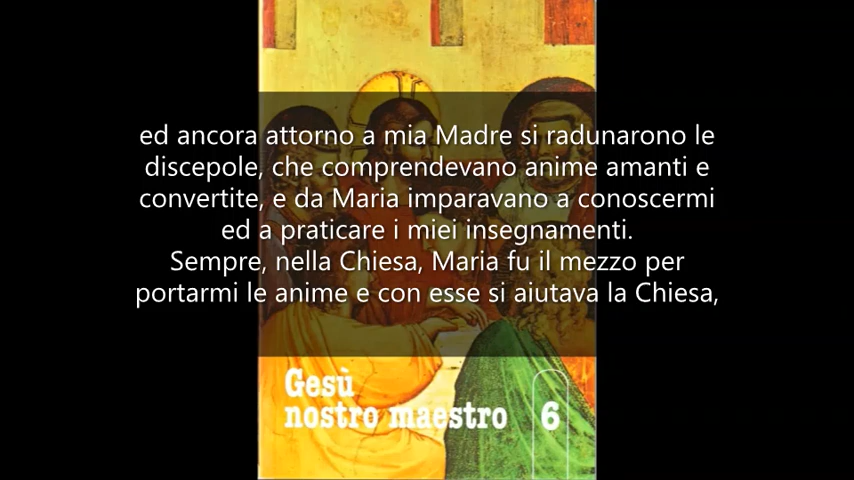 ed ancora attorno a mia Madre si radunarono le
discepole, che comprendevano anime amanti e
convertite, e da Maria imparavano a conoscermi
ed a praticare i miei insegnamenti.
Sempre, nella Chiesa, Maria fu il mezzo per
portarmi le anime e con esse si aiutava la Chiesa,
Gesù
nostro maestro 6